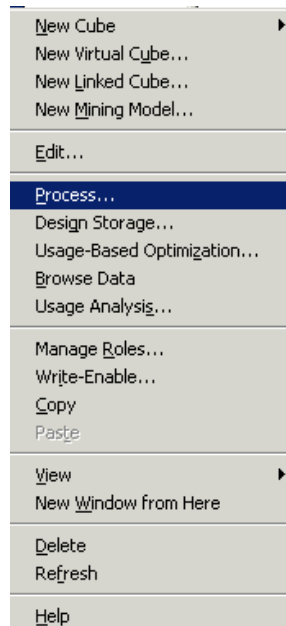 New Cube
New Virtual Cube...
New Linked Cube...
New Mining Model...
Edit...
Process...
Design Storage...
Usage-Based Optimization...
Browse Data
Usage Analysis...
Manage Roles...
Write-Enable...
Copy
Paste
View
New Window from Here
Delete
Refresh
Help